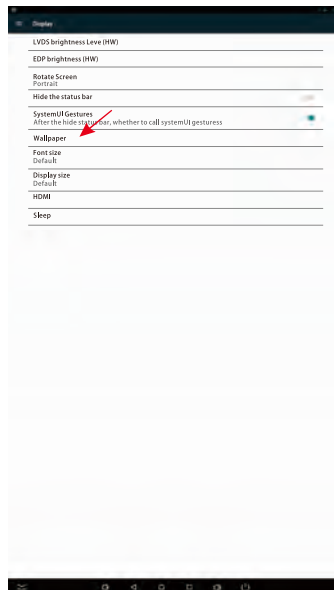 Display
LVDS brightness Leve (HW)
EDP brightness (HW)
Rotate Screen
Portrait
Hide the status bar
SystemUI Gestures
After the hide status bar, whether to call systemUI gesturess
Wallpaper
Font size
Default
Display size
Default
HDMI
Sleep